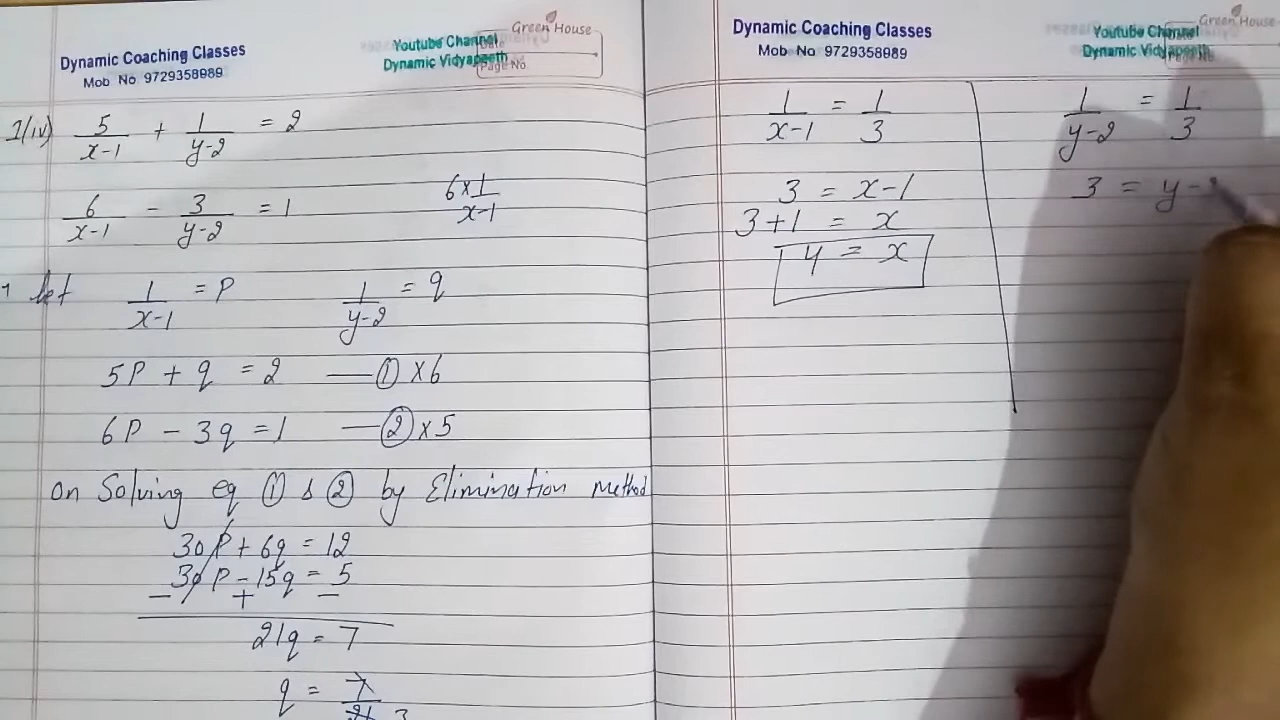 Green House
Dynamic Coaching Classes
Mob No 9729358989
Youtube Channel
Dynamic Vidyapeeth
Page No.
1(iv) 5/(x-1) + 1/(y-2) = 2
6/(x-1) - 3/(y-2) = 1
6×1/(x-1)
Let 1/(x-1) = P 1/(y-2) = q
5P + q = 2 — ① ×6
6P - 3q = 1 — ② ×5
On Solving eq ① & ② by Elimination Method
30P + 6q = 12
30P - 15q = 5
- + -
21q = 7
q = 7/21 3
Green House
Dynamic Coaching Classes
Mob No 9729358989
Youtube Channel
Dynamic Vidyapeeth
1/(x-1) = 1/3
3 = x-1
3+1 = x
4 = x
1/(y-2) = 1/3
3 = y-